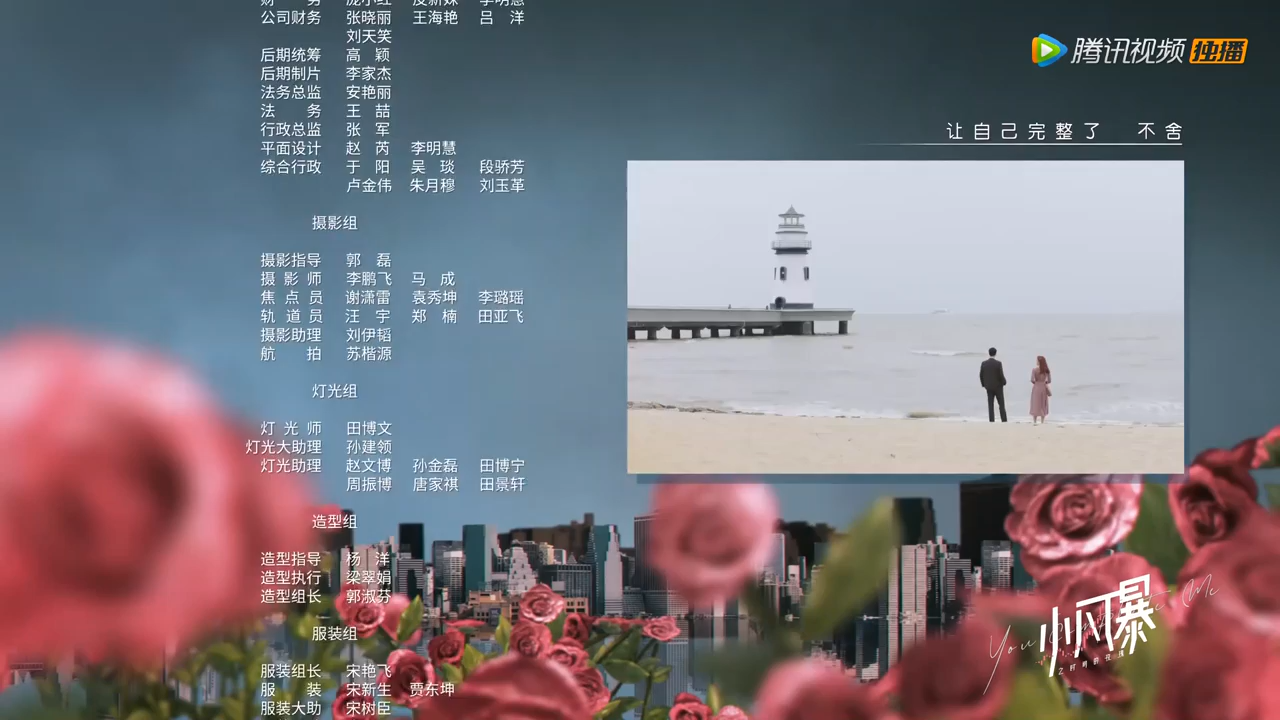 公司财务 张晓丽 王海艳 吕 洋
刘天笑
后期统筹 高 颖
后期制片 李家杰
法务总监 安艳丽
法 务 王 喆
行政总监 张 军
平面设计 赵 芮 李明慧
综合行政 于 阳 吴 琰 段骄芳
卢金伟 朱月穆 刘玉革
摄影组
摄影指导 郭 磊
摄 影 师 李鹏飞 马 成
焦 点 员 谢潇雷 袁秀坤 李璐瑶
轨 道 员 汪 宇 郑 楠 田亚飞
摄影助理 刘伊韬
航 拍 苏楷源
灯光组
灯 光 师 田博文
灯光大助理 孙建领
灯光助理 赵文博 孙金磊 田博宁
周振博 唐家祺 田景轩
造型组
造型指导 杨 洋
造型执行 梁翠娟
造型组长 郭淑芬
服装组
服装组长 宋艳飞
服 装 宋新生 贾东坤
服装大助 宋树臣
腾讯视频 独播
让自己完整了 不舍
小风暴